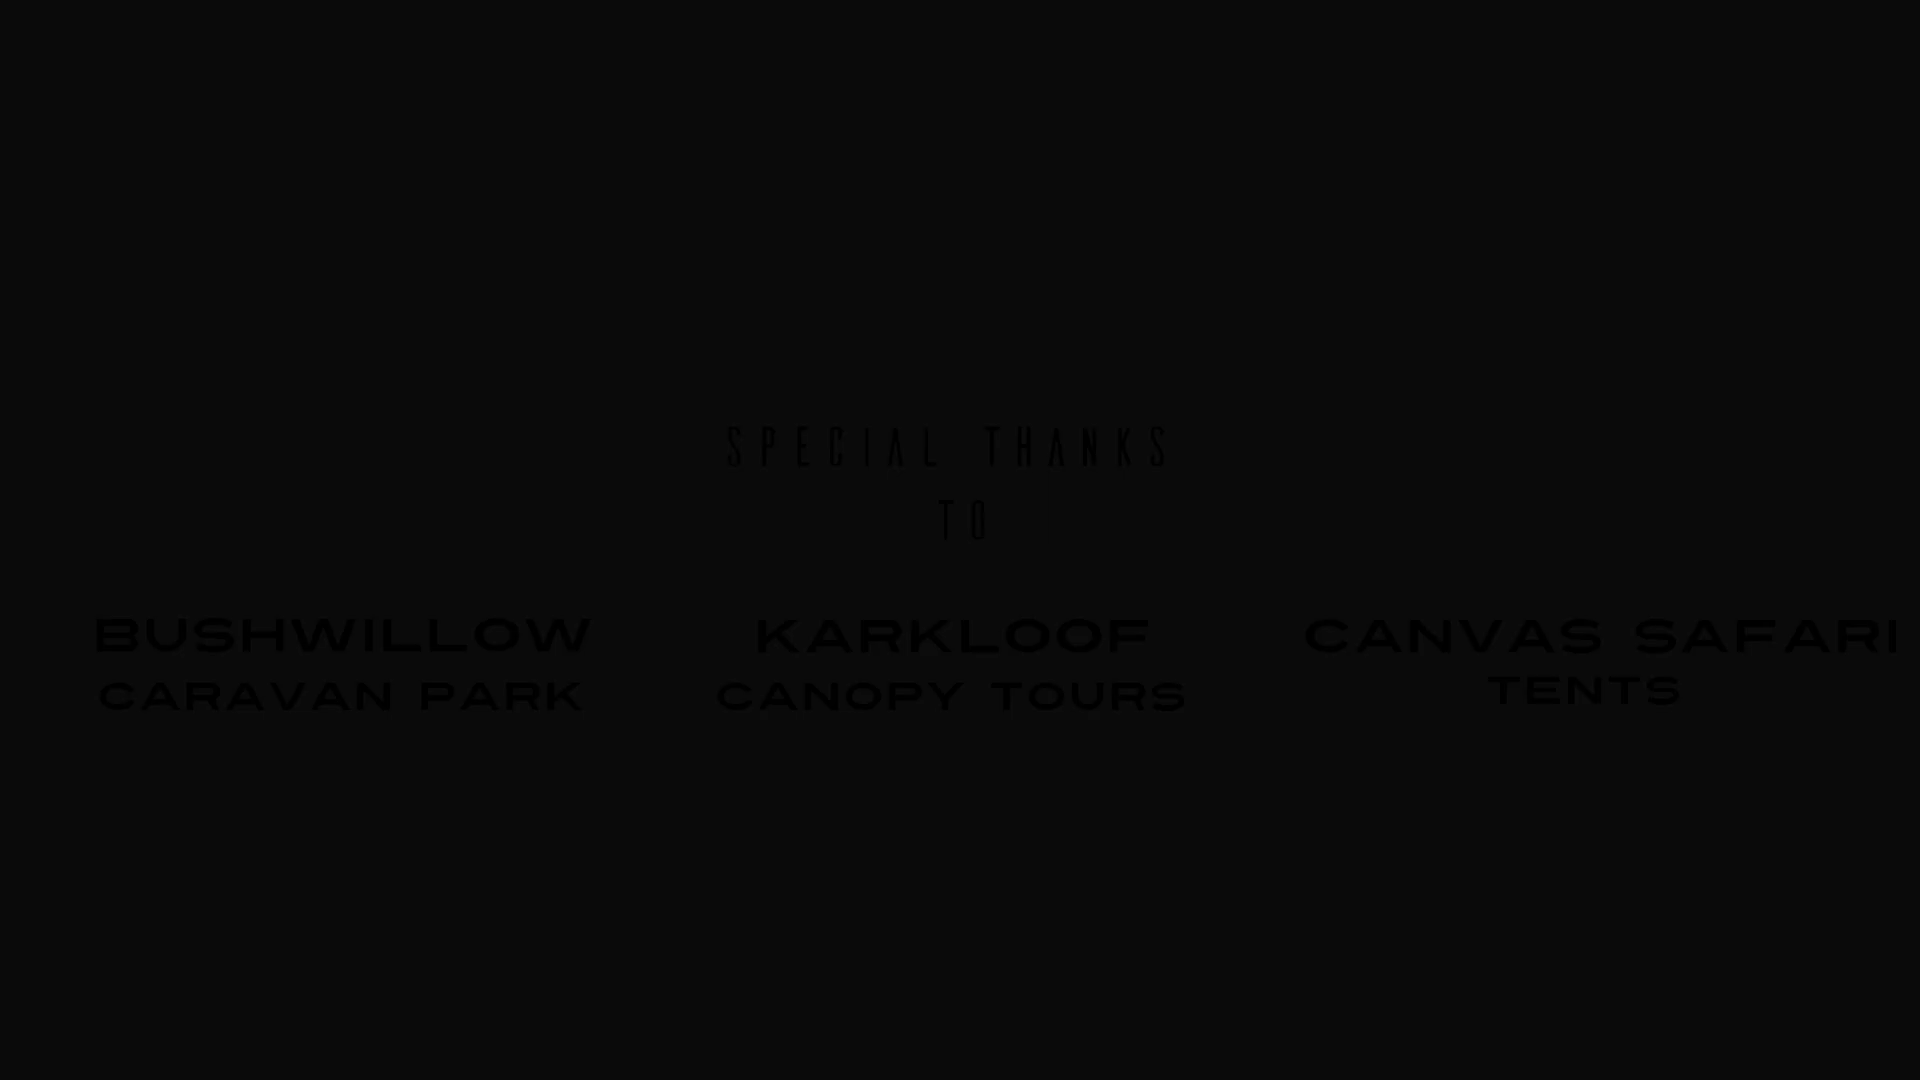 SPECIAL THANKS
TO
BUSHWILLOW
CARAVAN PARK
KARKLOOF
CANOPY TOURS
CANVAS SAFARI
TENTS